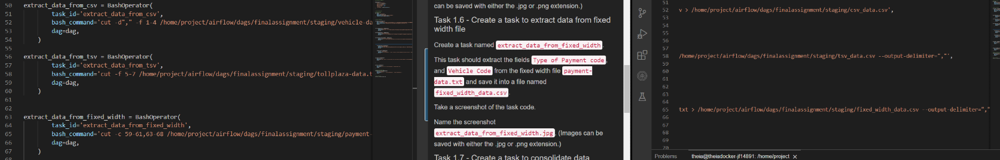 50 extract_data_from_csv = BashOperator(
51 task_id='extract_data_from_csv',
52 bash_command='cut -d"," -f 1-4 /home/project/airflow/dags/finalassignment/staging/vehicle-da
53 dag=dag,
54 )
55
56 extract_data_from_tsv = BashOperator(
57 task_id='extract_data_from_tsv',
58 bash_command='cut -f 5-7 /home/project/airflow/dags/finalassignment/staging/tollplaza-data.t
59 dag=dag,
60 )
61
62
63 extract_data_from_fixed_width = BashOperator(
64 task_id='extract_data_from_fixed_width',
65 bash_command='cut -c 59-61,63-68 /home/project/airflow/dags/finalassignment/staging/payment-
66 dag=dag,
67 )
68
can be saved with either the .jpg or .png extension.)
Task 1.6 - Create a task to extract data from fixed
width file
Create a task named extract_data_from_fixed_width.
This task should extract the fields Type of Payment code,
and Vehicle Code from the fixed width file payment-
data.txt and save it into a file named
fixed_width_data.csv.
Take a screenshot of the task code.
Name the screenshot
extract_data_from_fixed_width.jpg. (Images can be
saved with either the .jpg or .png extension.)
Task 1.7 - Create a task to consolidate data
51
52 v > /home/project/airflow/dags/finalassignment/staging/csv_data.csv',
53
54
55
56
57
58 /home/project/airflow/dags/finalassignment/staging/tsv_data.csv --output-delimiter=","',
59
60
61
62
63
64
65 txt > /home/project/airflow/dags/finalassignment/staging/fixed_width_data.csv --output-delimiter=","
66
67
68
69
70
Problems theia@theiadocker-jf14891: /home/project ×